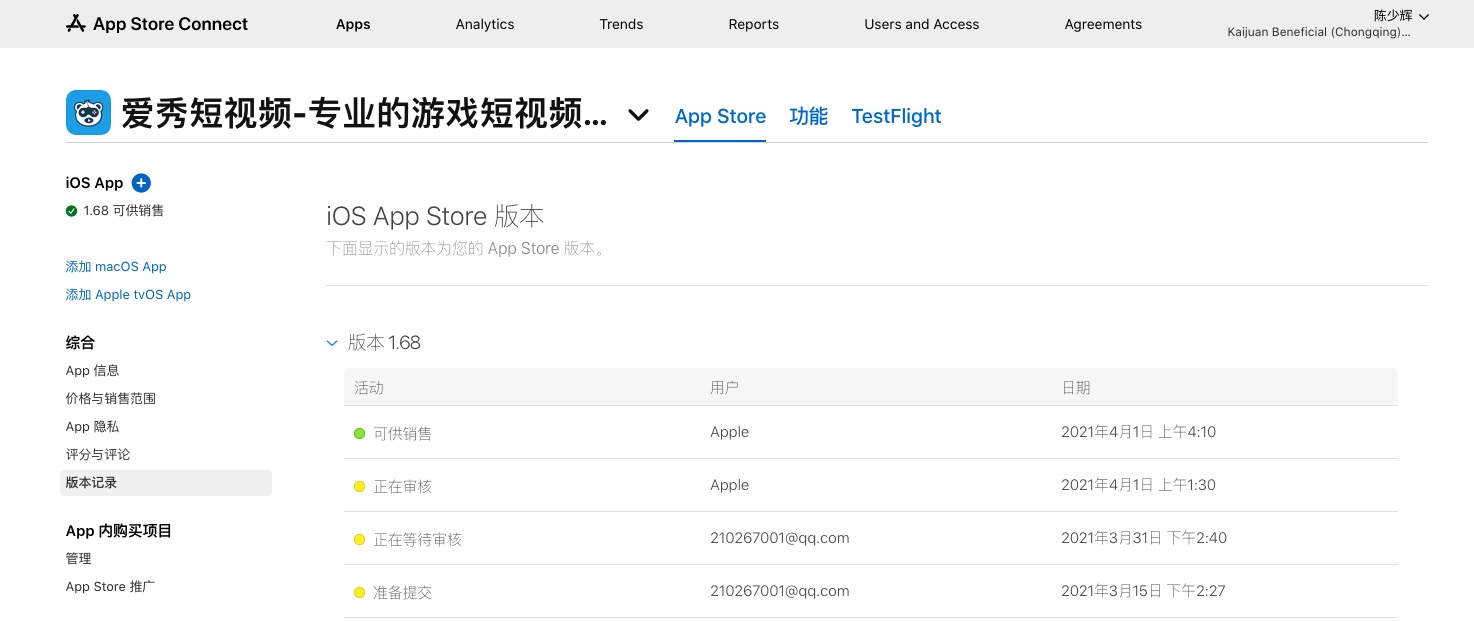 App Store Connect Apps Analytics Trends Reports Users and Access Agreements 陈少辉
Kaijuan Beneficial (Chongqing)...
爱秀短视频-专业的游戏短视频... App Store 功能 TestFlight
iOS App
1.68 可供销售
添加 macOS App
添加 Apple tvOS App
综合
App 信息
价格与销售范围
App 隐私
评分与评论
版本记录
App 内购买项目
管理
App Store 推广
iOS App Store 版本
下面显示的版本为您的 App Store 版本。
版本 1.68
活动 用户 日期
可供销售 Apple 2021年4月1日 上午4:10
正在审核 Apple 2021年4月1日 上午1:30
正在等待审核 210267001@qq.com 2021年3月31日 下午2:40
准备提交 210267001@qq.com 2021年3月15日 下午2:27